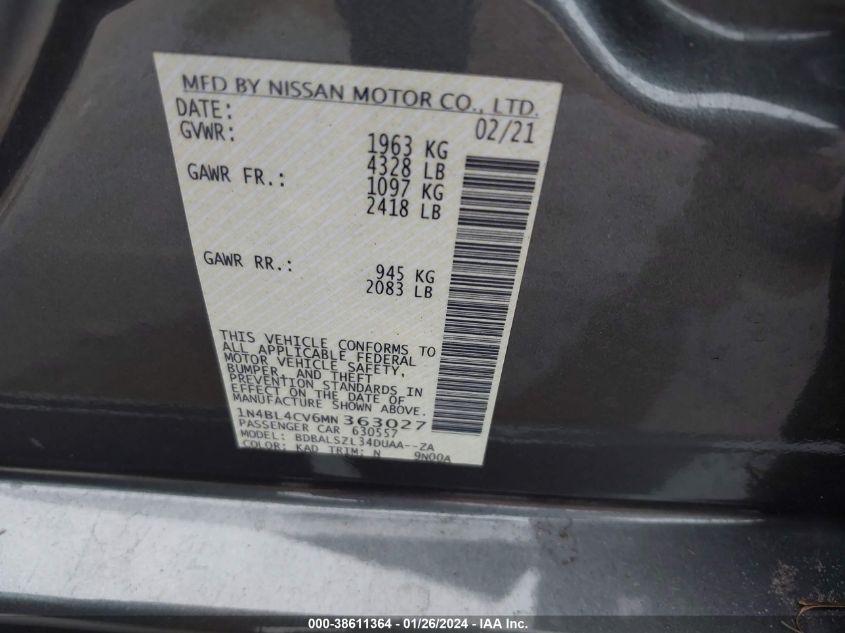 MFD BY NISSAN MOTOR CO., LTD.
DATE: 02/21
GVWR: 1963 KG
4328 LB
GAWR FR.: 1097 KG
2418 LB
GAWR RR.: 945 KG
2083 LB
THIS VEHICLE CONFORMS TO
ALL APPLICABLE FEDERAL
MOTOR VEHICLE SAFETY,
BUMPER, AND THEFT
PREVENTION STANDARDS IN
EFFECT ON THE DATE OF
MANUFACTURE SHOWN ABOVE.
1N4BL4CV6MN363027
PASSENGER CAR 630557
MODEL: BDBALSZL34DUAA--ZA
COLOR: KAD TRIM: N 9N00A
000-38611364 | 01/26/2024 | IAA Inc.